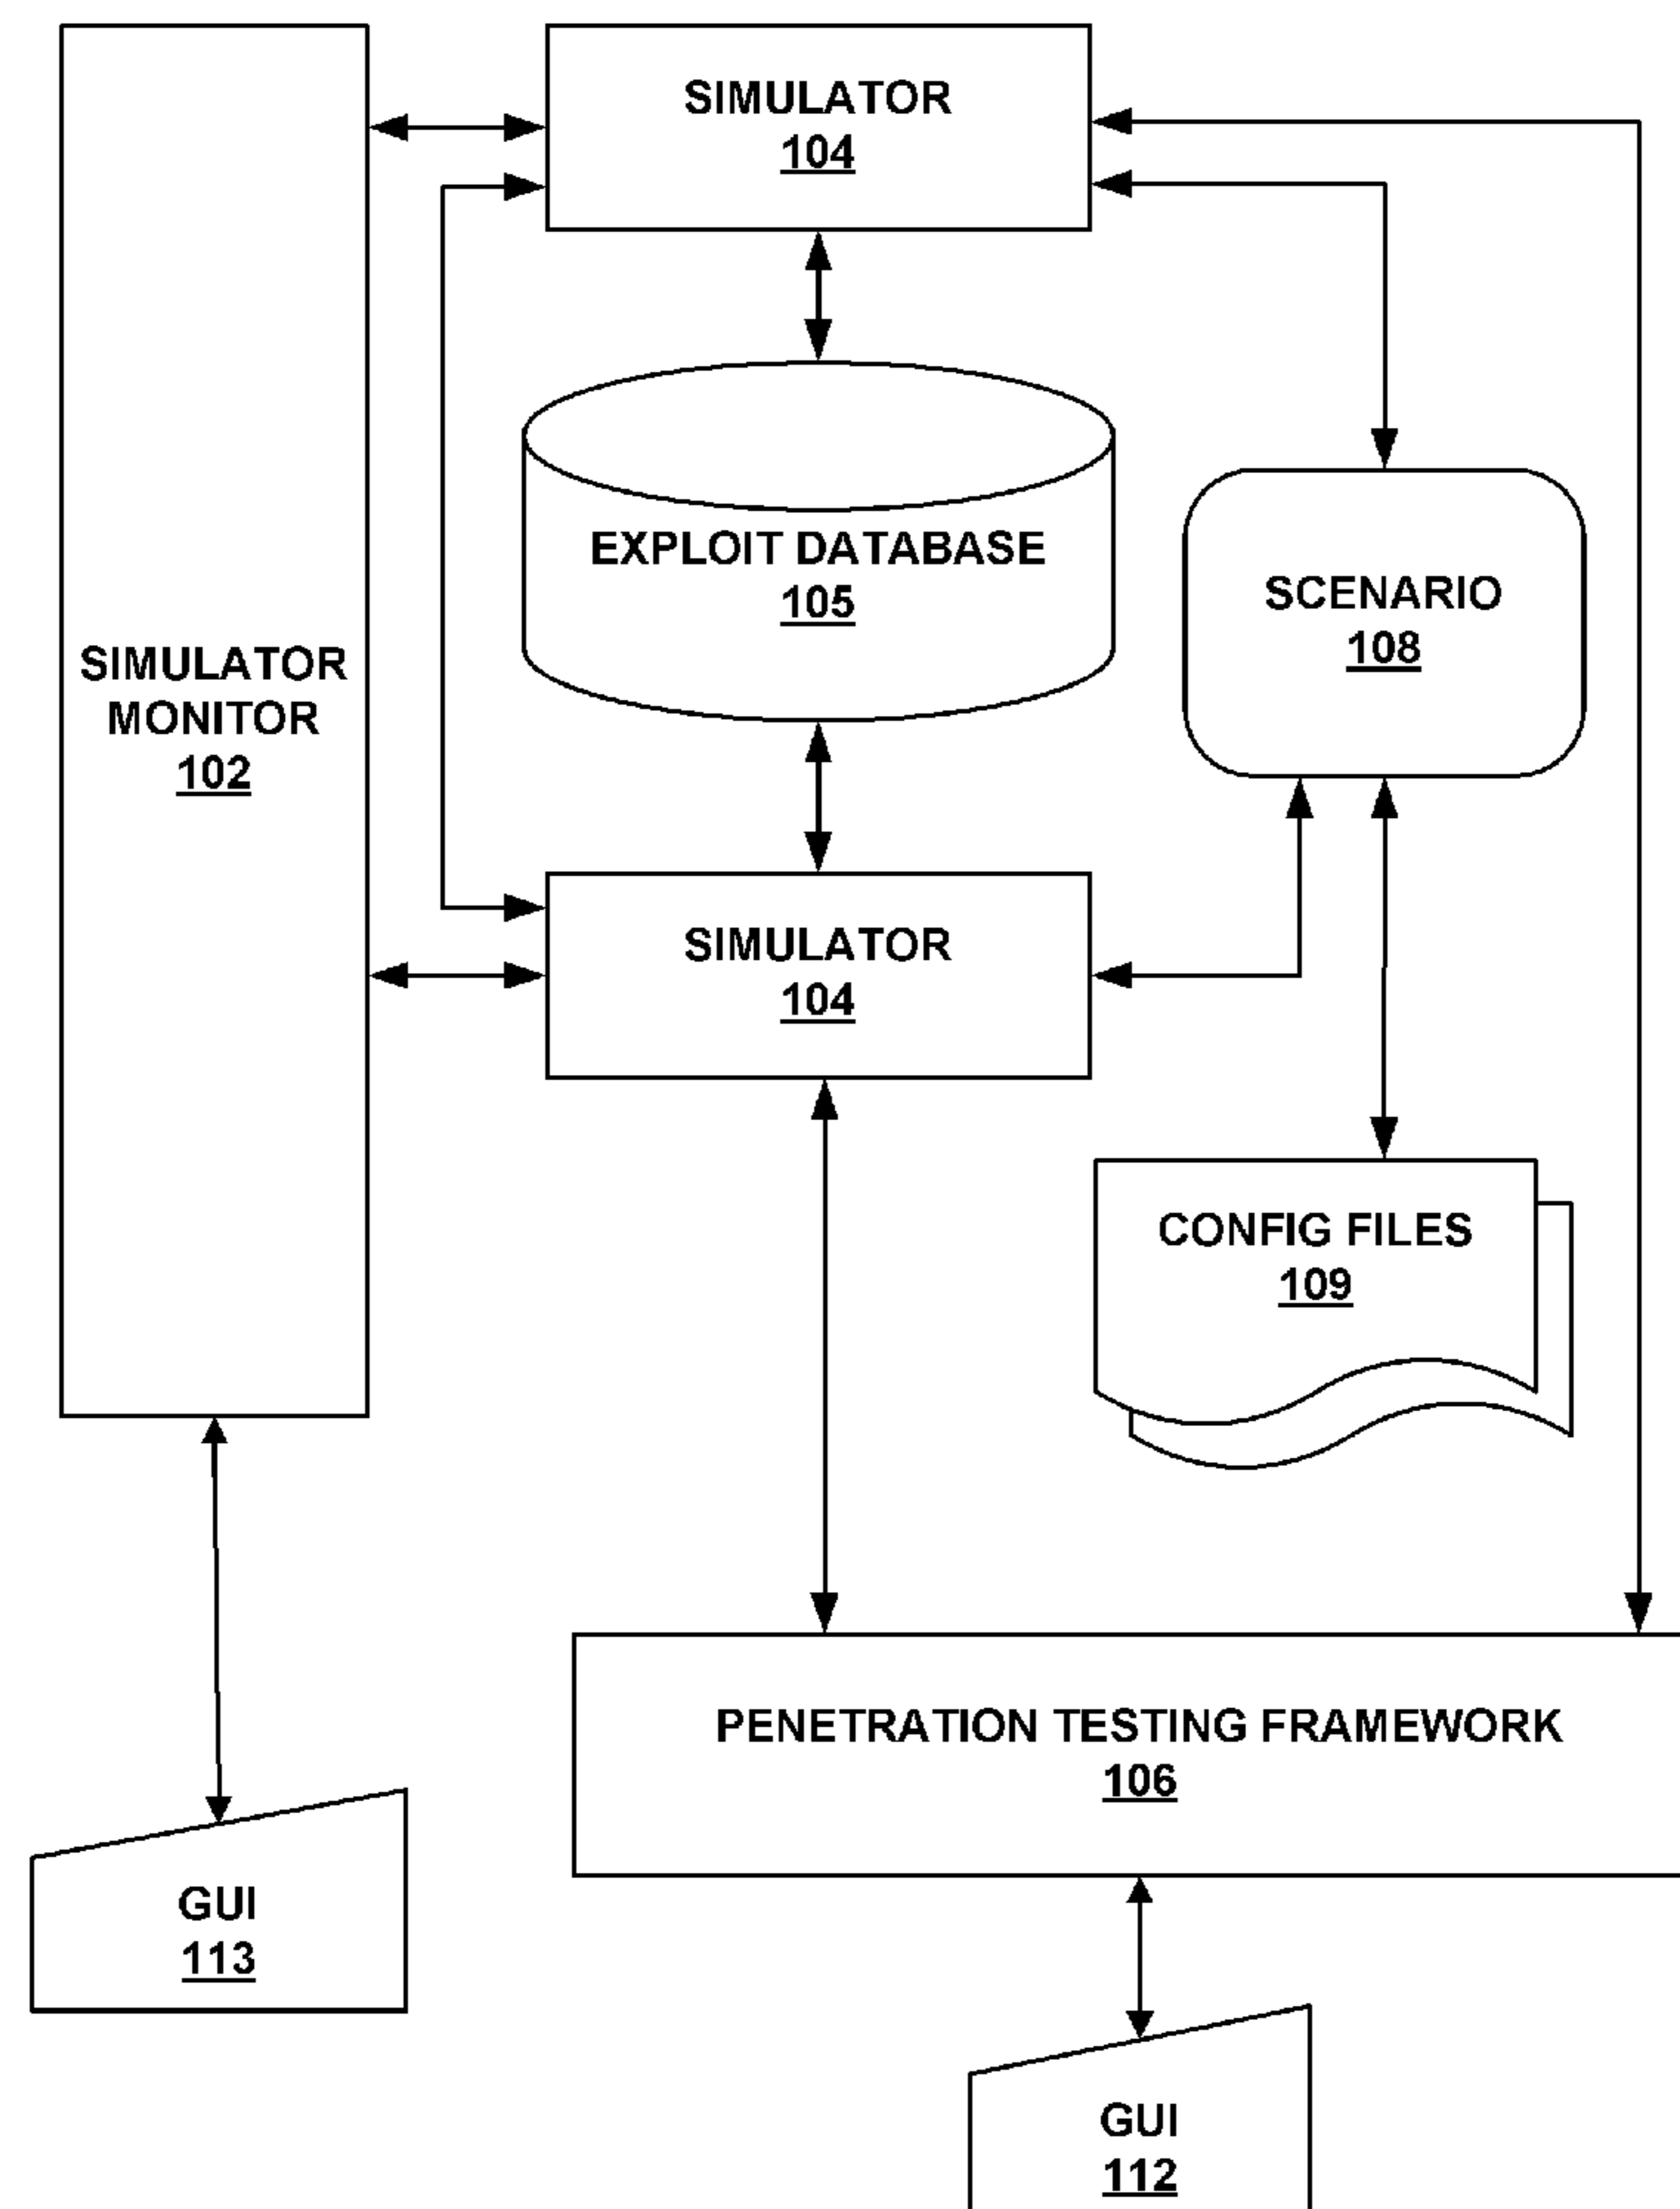 SIMULATOR
104
EXPLOIT DATABASE
105
SCENARIO
108
SIMULATOR
MONITOR
102
SIMULATOR
104
CONFIG FILES
109
PENETRATION TESTING FRAMEWORK
106
GUI
113
GUI
112